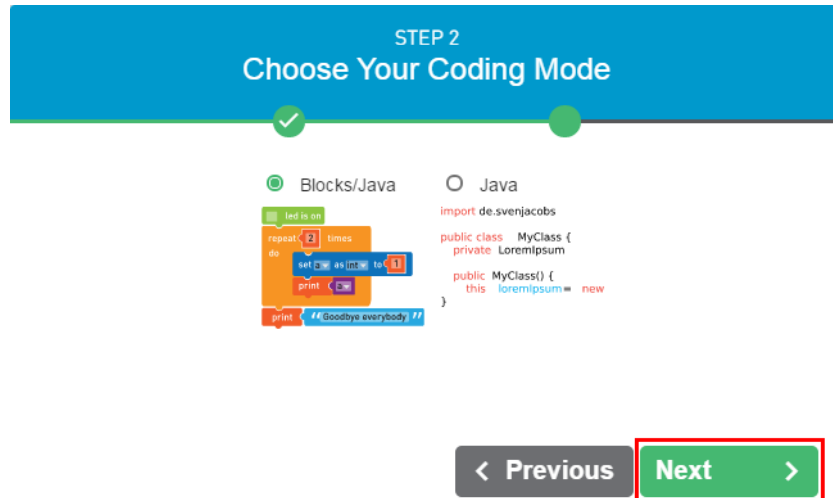 STEP 2
Choose Your Coding Mode
Blocks/Java
Java
led is on
repeat 2 times
do
set a as int to 1
print a
print “ Goodbye everybody ”
import de.svenjacobs
public class MyClass {
private LoremIpsum
public MyClass() {
this loremIpsum = new
}
Previous
Next